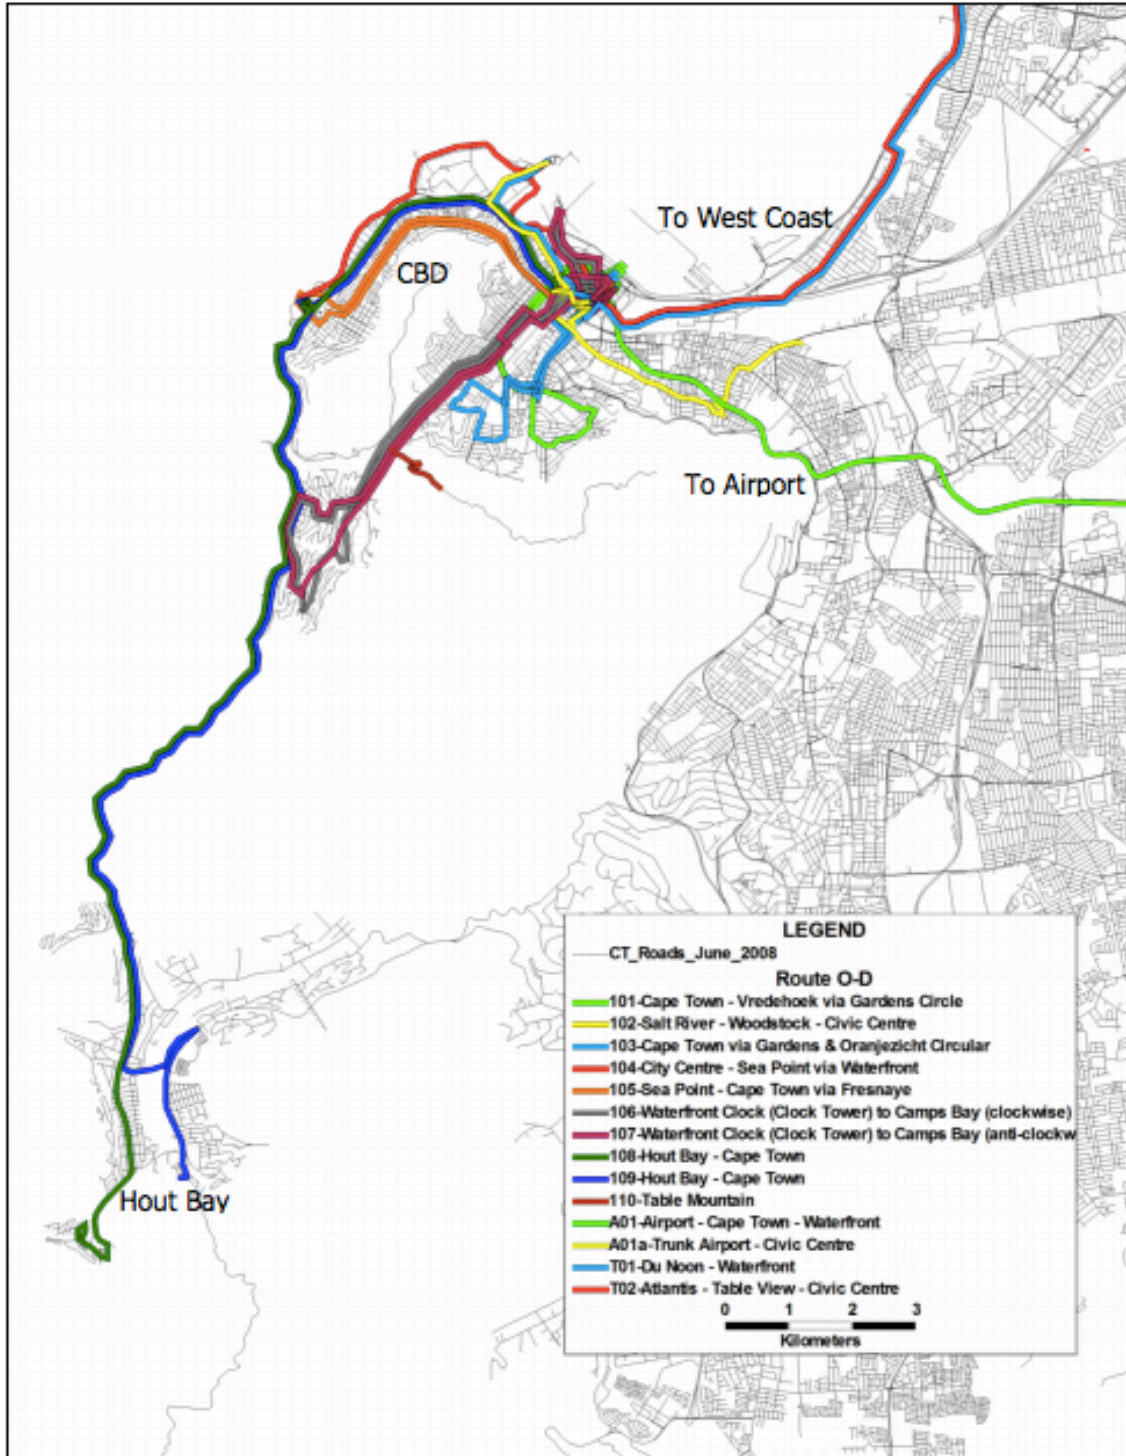 To West Coast
CBD
To Airport
Hout Bay
LEGEND
CT_Roads_June_2008
Route O-D
101-Cape Town - Vredehoek via Gardens Circle
102-Salt River - Woodstock - Civic Centre
103-Cape Town via Gardens & Oranjezicht Circular
104-City Centre - Sea Point via Waterfront
105-Sea Point - Cape Town via Fresnaye
106-Waterfront Clock (Clock Tower) to Camps Bay (clockwise)
107-Waterfront Clock (Clock Tower) to Camps Bay (anti-clockw
108-Hout Bay - Cape Town
109-Hout Bay - Cape Town
110-Table Mountain
A01-Airport - Cape Town - Waterfront
A01a-Trunk Airport - Civic Centre
T01-Du Noon - Waterfront
T02-Atlantis - Table View - Civic Centre
0 1 2 3
Kilometers